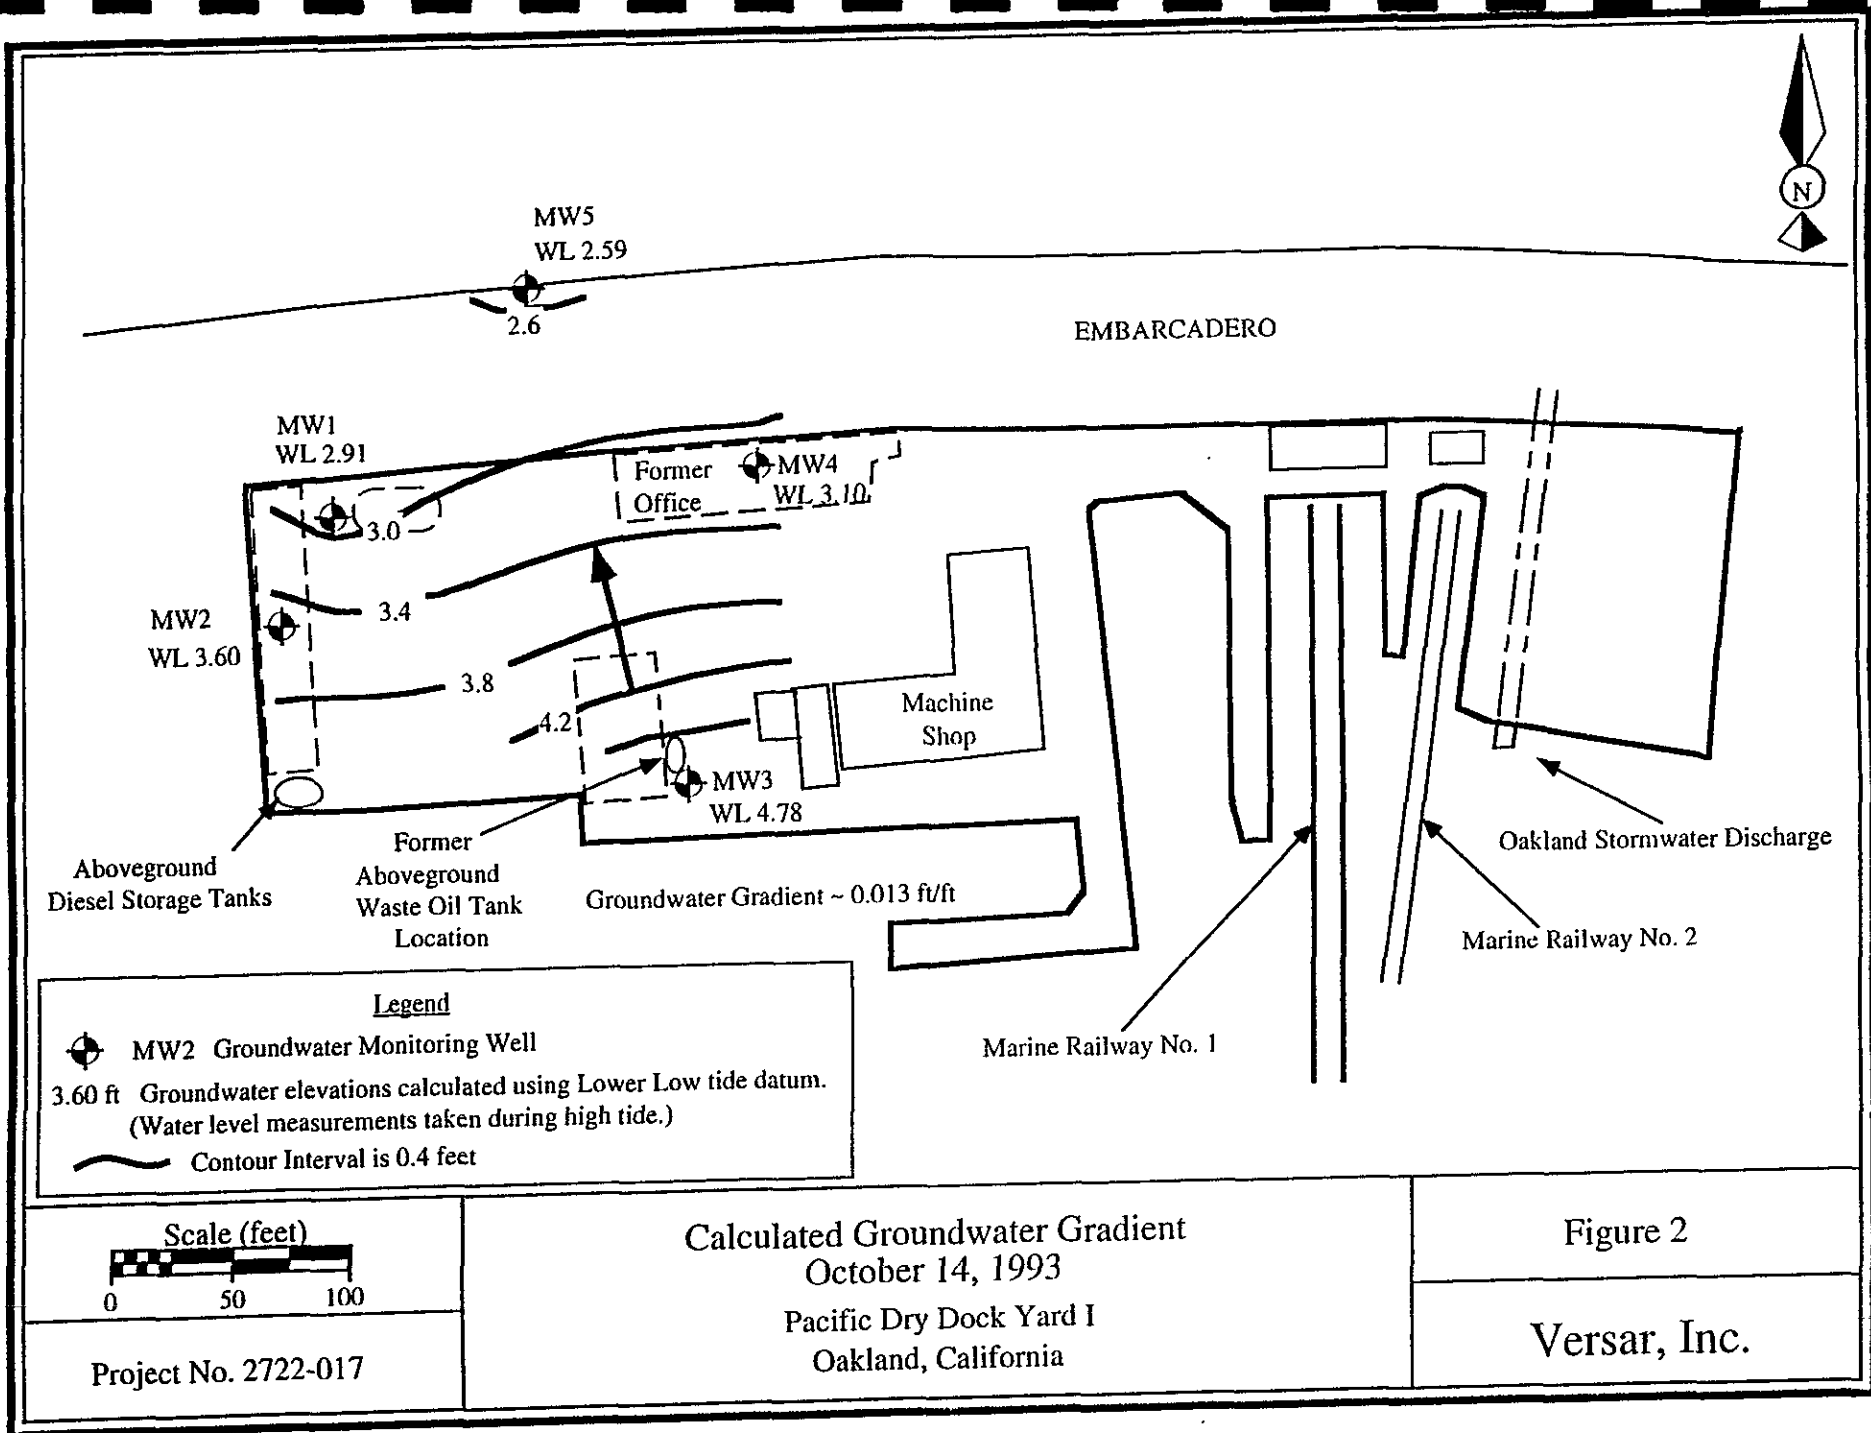 N
MW5
WL 2.59
2.6
EMBARCADERO
MW1
WL 2.91
Former
Office
MW4
WL 3.10
3.0
3.4
MW2
WL 3.60
3.8
4.2
Machine
Shop
MW3
WL 4.78
Aboveground
Diesel Storage Tanks
Former
Aboveground
Waste Oil Tank
Location
Groundwater Gradient ~ 0.013 ft/ft
Oakland Stormwater Discharge
Marine Railway No. 2
Marine Railway No. 1
Legend
MW2 Groundwater Monitoring Well
3.60 ft Groundwater elevations calculated using Lower Low tide datum.
(Water level measurements taken during high tide.)
Contour Interval is 0.4 feet
Scale (feet)
0 50 100
Project No. 2722-017
Calculated Groundwater Gradient
October 14, 1993
Pacific Dry Dock Yard I
Oakland, California
Figure 2
Versar, Inc.